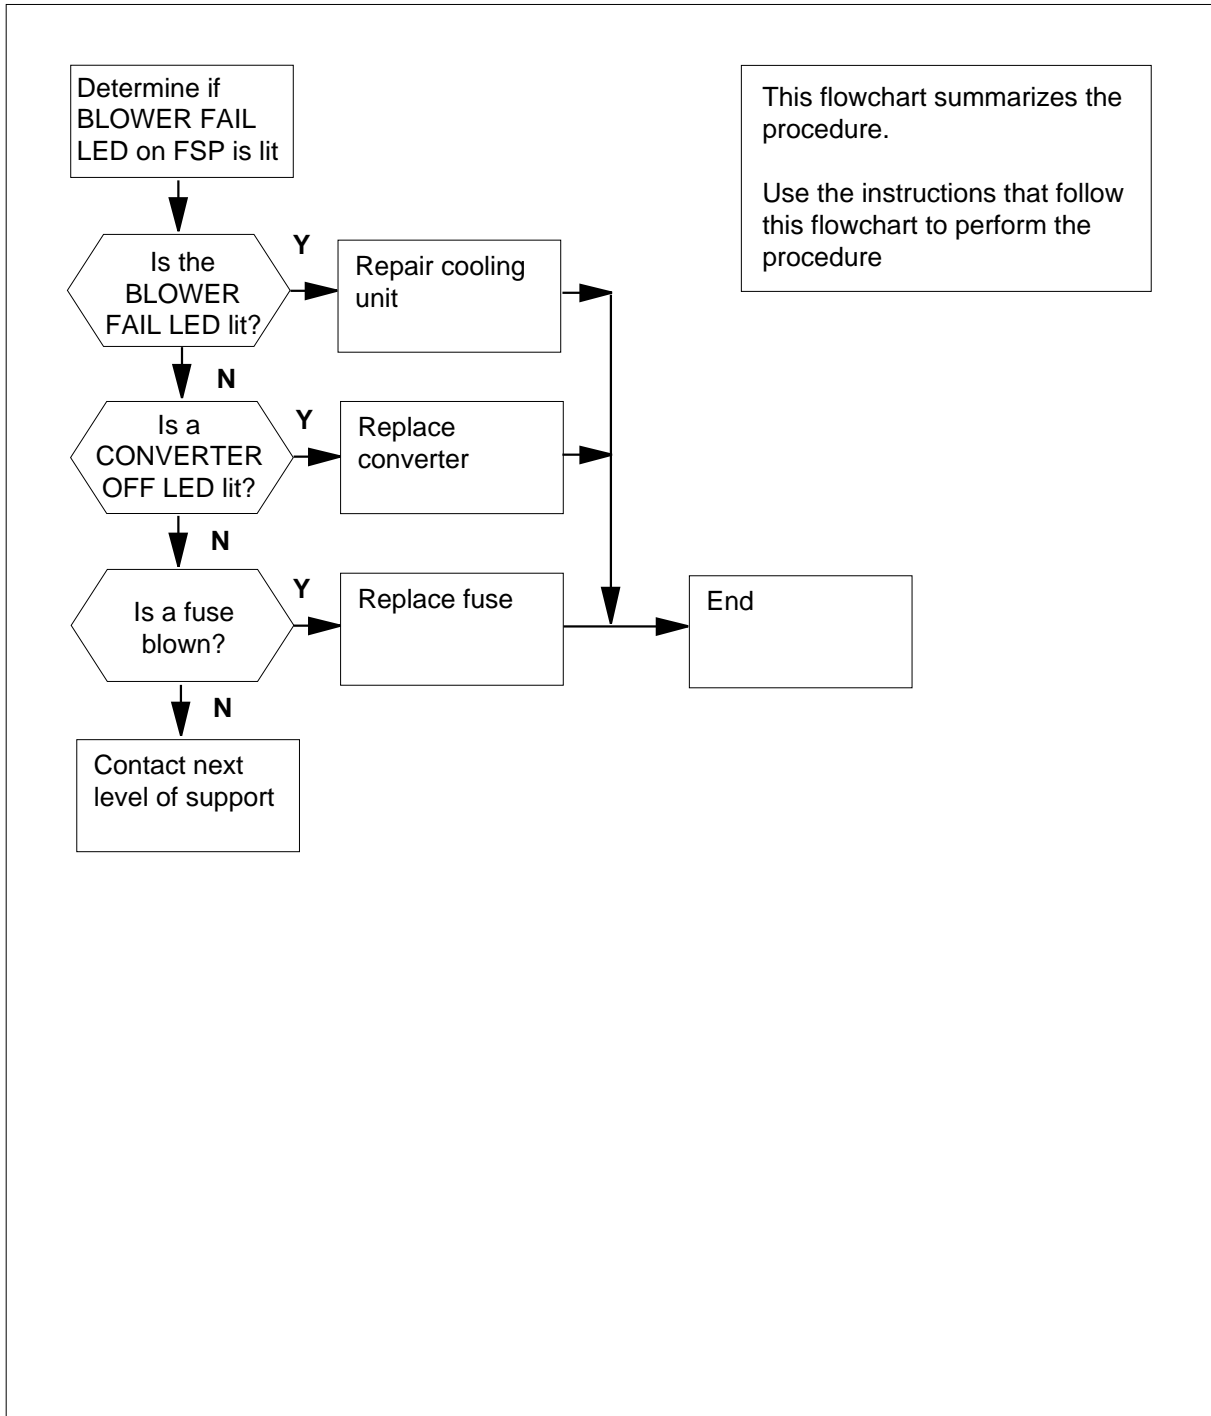 Determine if
BLOWER FAIL
LED on FSP is lit
This flowchart summarizes the
procedure.
Use the instructions that follow
this flowchart to perform the
procedure
Is the
BLOWER
FAIL LED lit?
Y
Repair cooling
unit
N
Is a
CONVERTER
OFF LED lit?
Y
Replace
converter
N
Is a fuse
blown?
Y
Replace fuse
End
N
Contact next
level of support